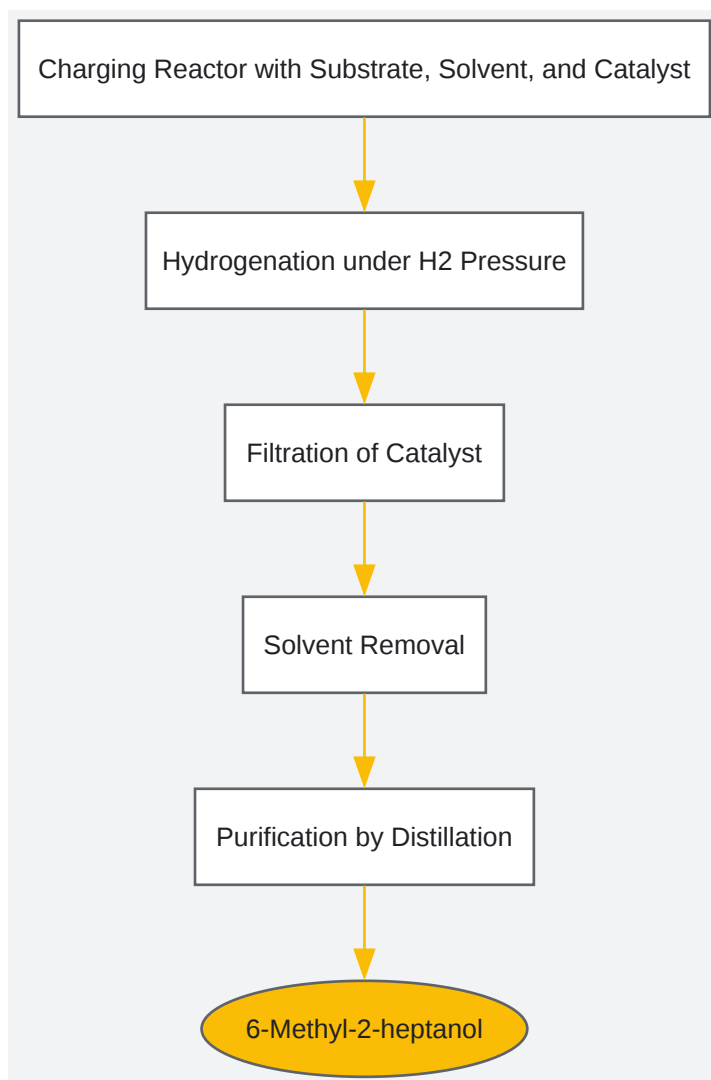 Charging Reactor with Substrate, Solvent, and Catalyst
Hydrogenation under H2 Pressure
Filtration of Catalyst
Solvent Removal
Purification by Distillation
6-Methyl-2-heptanol